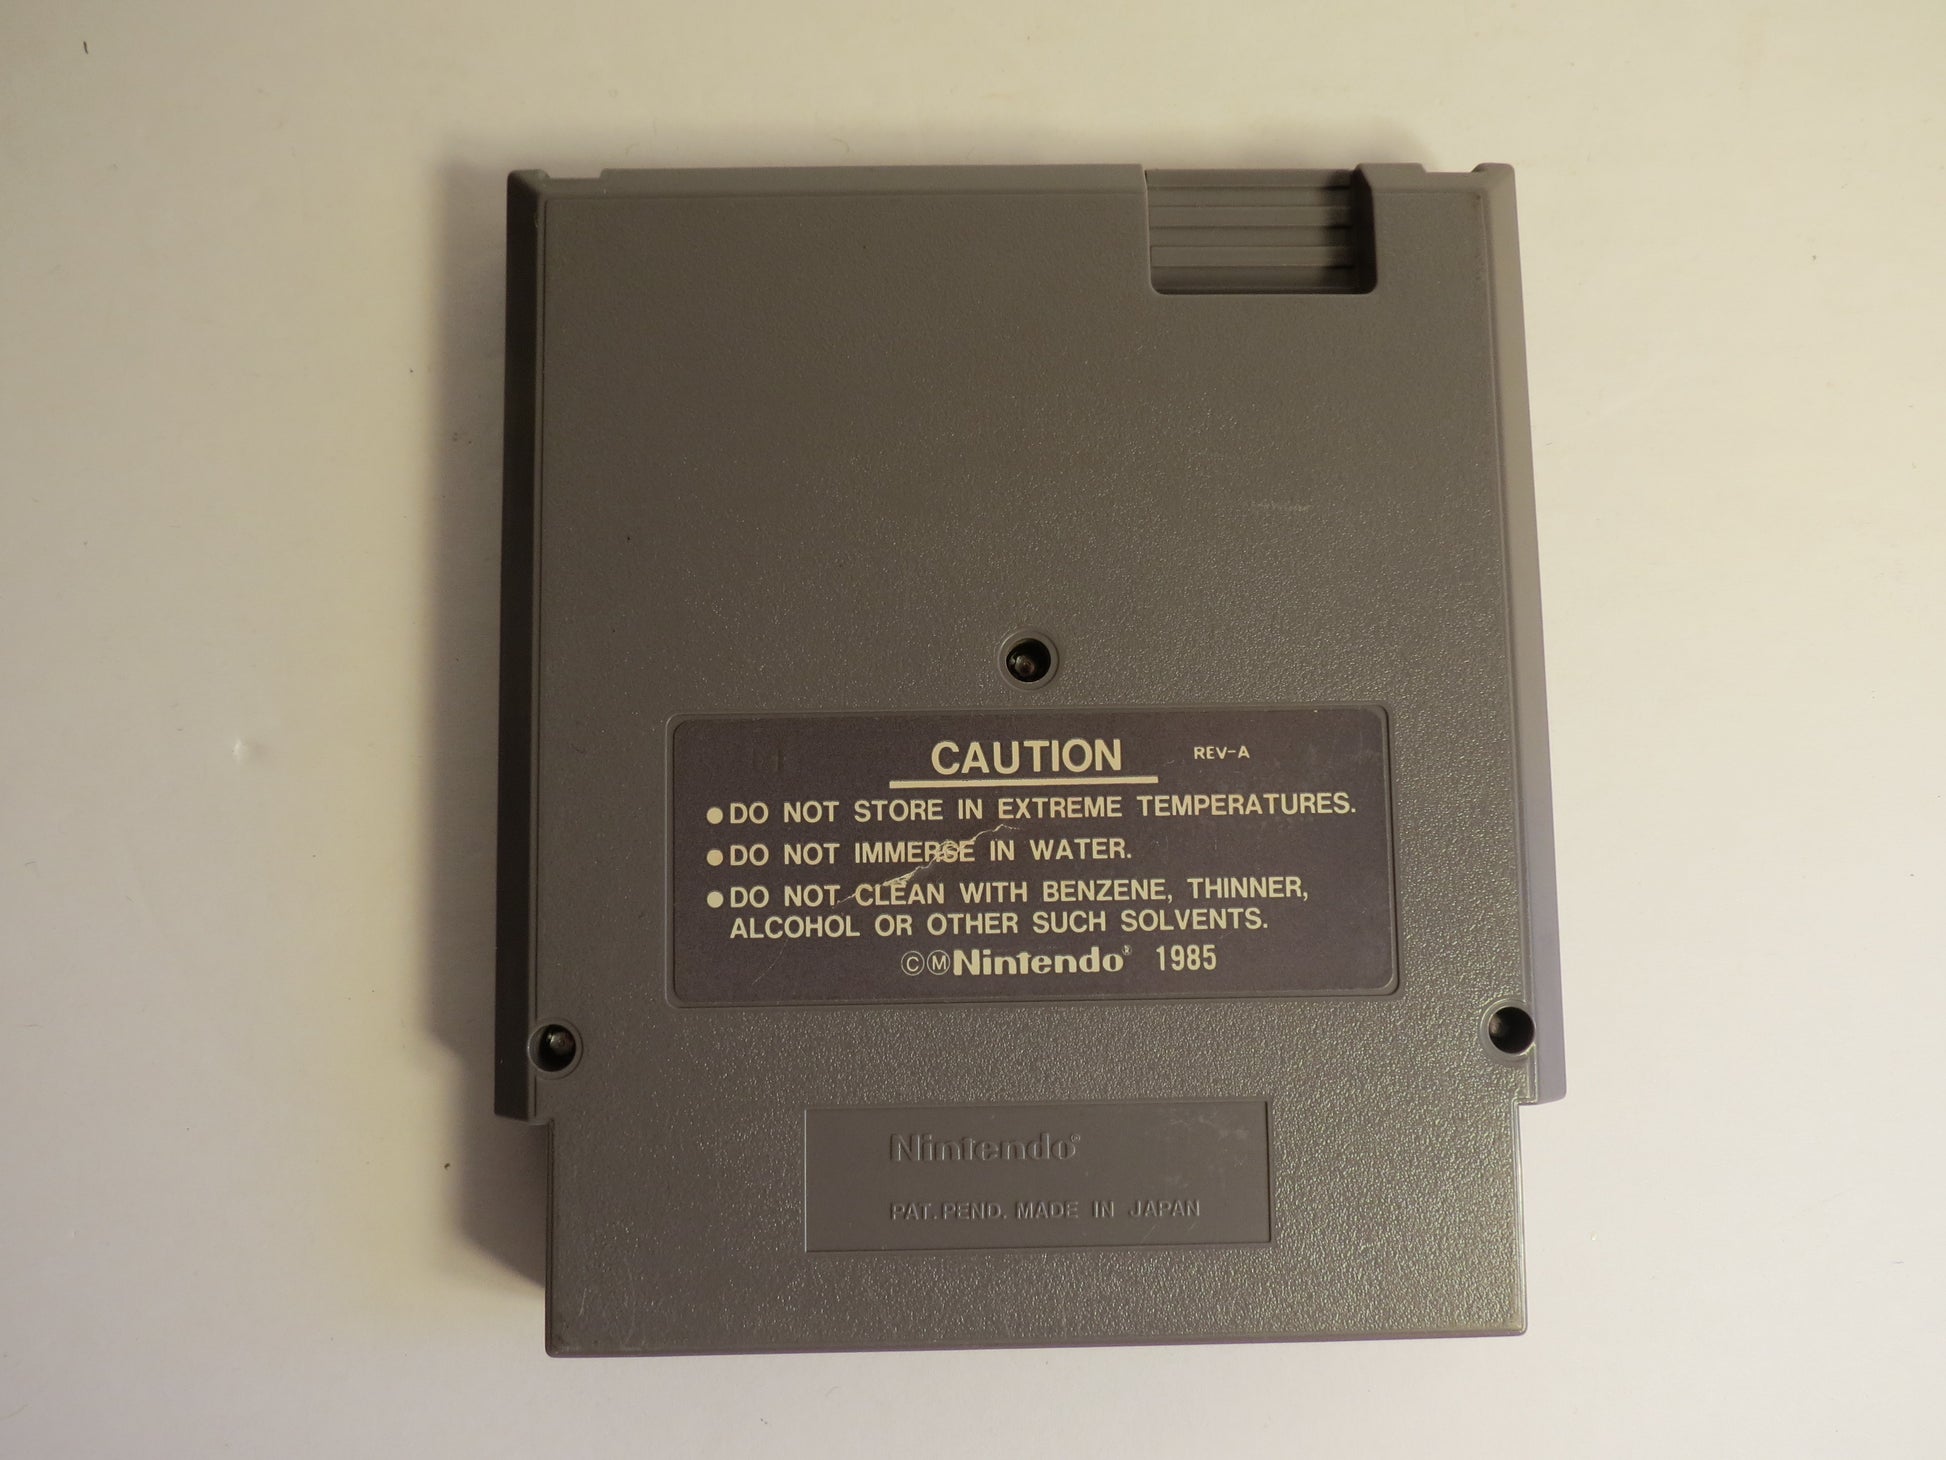 CAUTION REV-A
●DO NOT STORE IN EXTREME TEMPERATURES.
●DO NOT IMMERSE IN WATER.
●DO NOT CLEAN WITH BENZENE, THINNER,
ALCOHOL OR OTHER SUCH SOLVENTS.
ⒸⓂNintendo® 1985
Nintendo®
PAT. PEND. MADE IN JAPAN